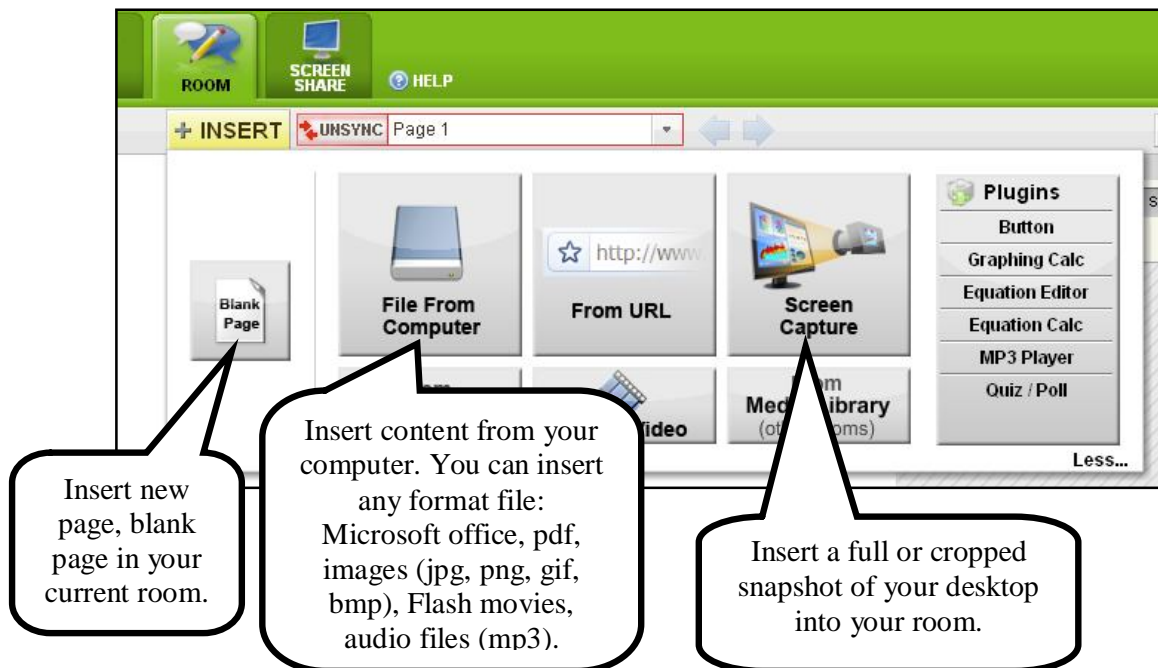 ROOM
SCREEN
SHARE
? HELP
+ INSERT
UNSYNC Page 1
Blank
Page
File From
Computer
http://www
From URL
Screen
Capture
Plugins
Button
Graphing Calc
Equation Editor
Equation Calc
MP3 Player
Quiz / Poll
(ot
Less...
Insert new
page, blank
page in your
current room.
Insert content from your
computer. You can insert
any format file:
Microsoft office, pdf,
images (jpg, png, gif,
bmp), Flash movies,
audio files (mp3).
Insert a full or cropped
snapshot of your desktop
into your room.